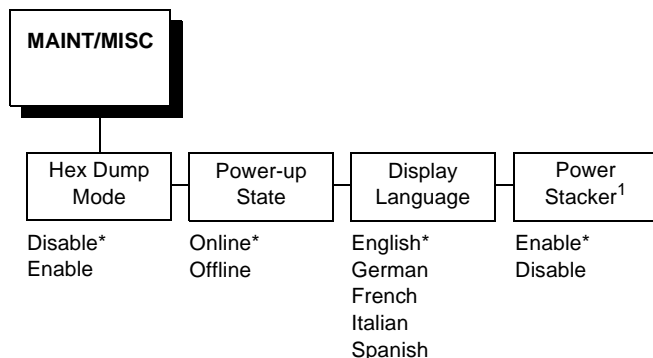 MAINT/MISC
Hex Dump
Mode
Disable*
Enable
Power-up
State
Online*
Offline
Display
Language
English*
German
French
Italian
Spanish
Power
Stacker1
Enable*
Disable